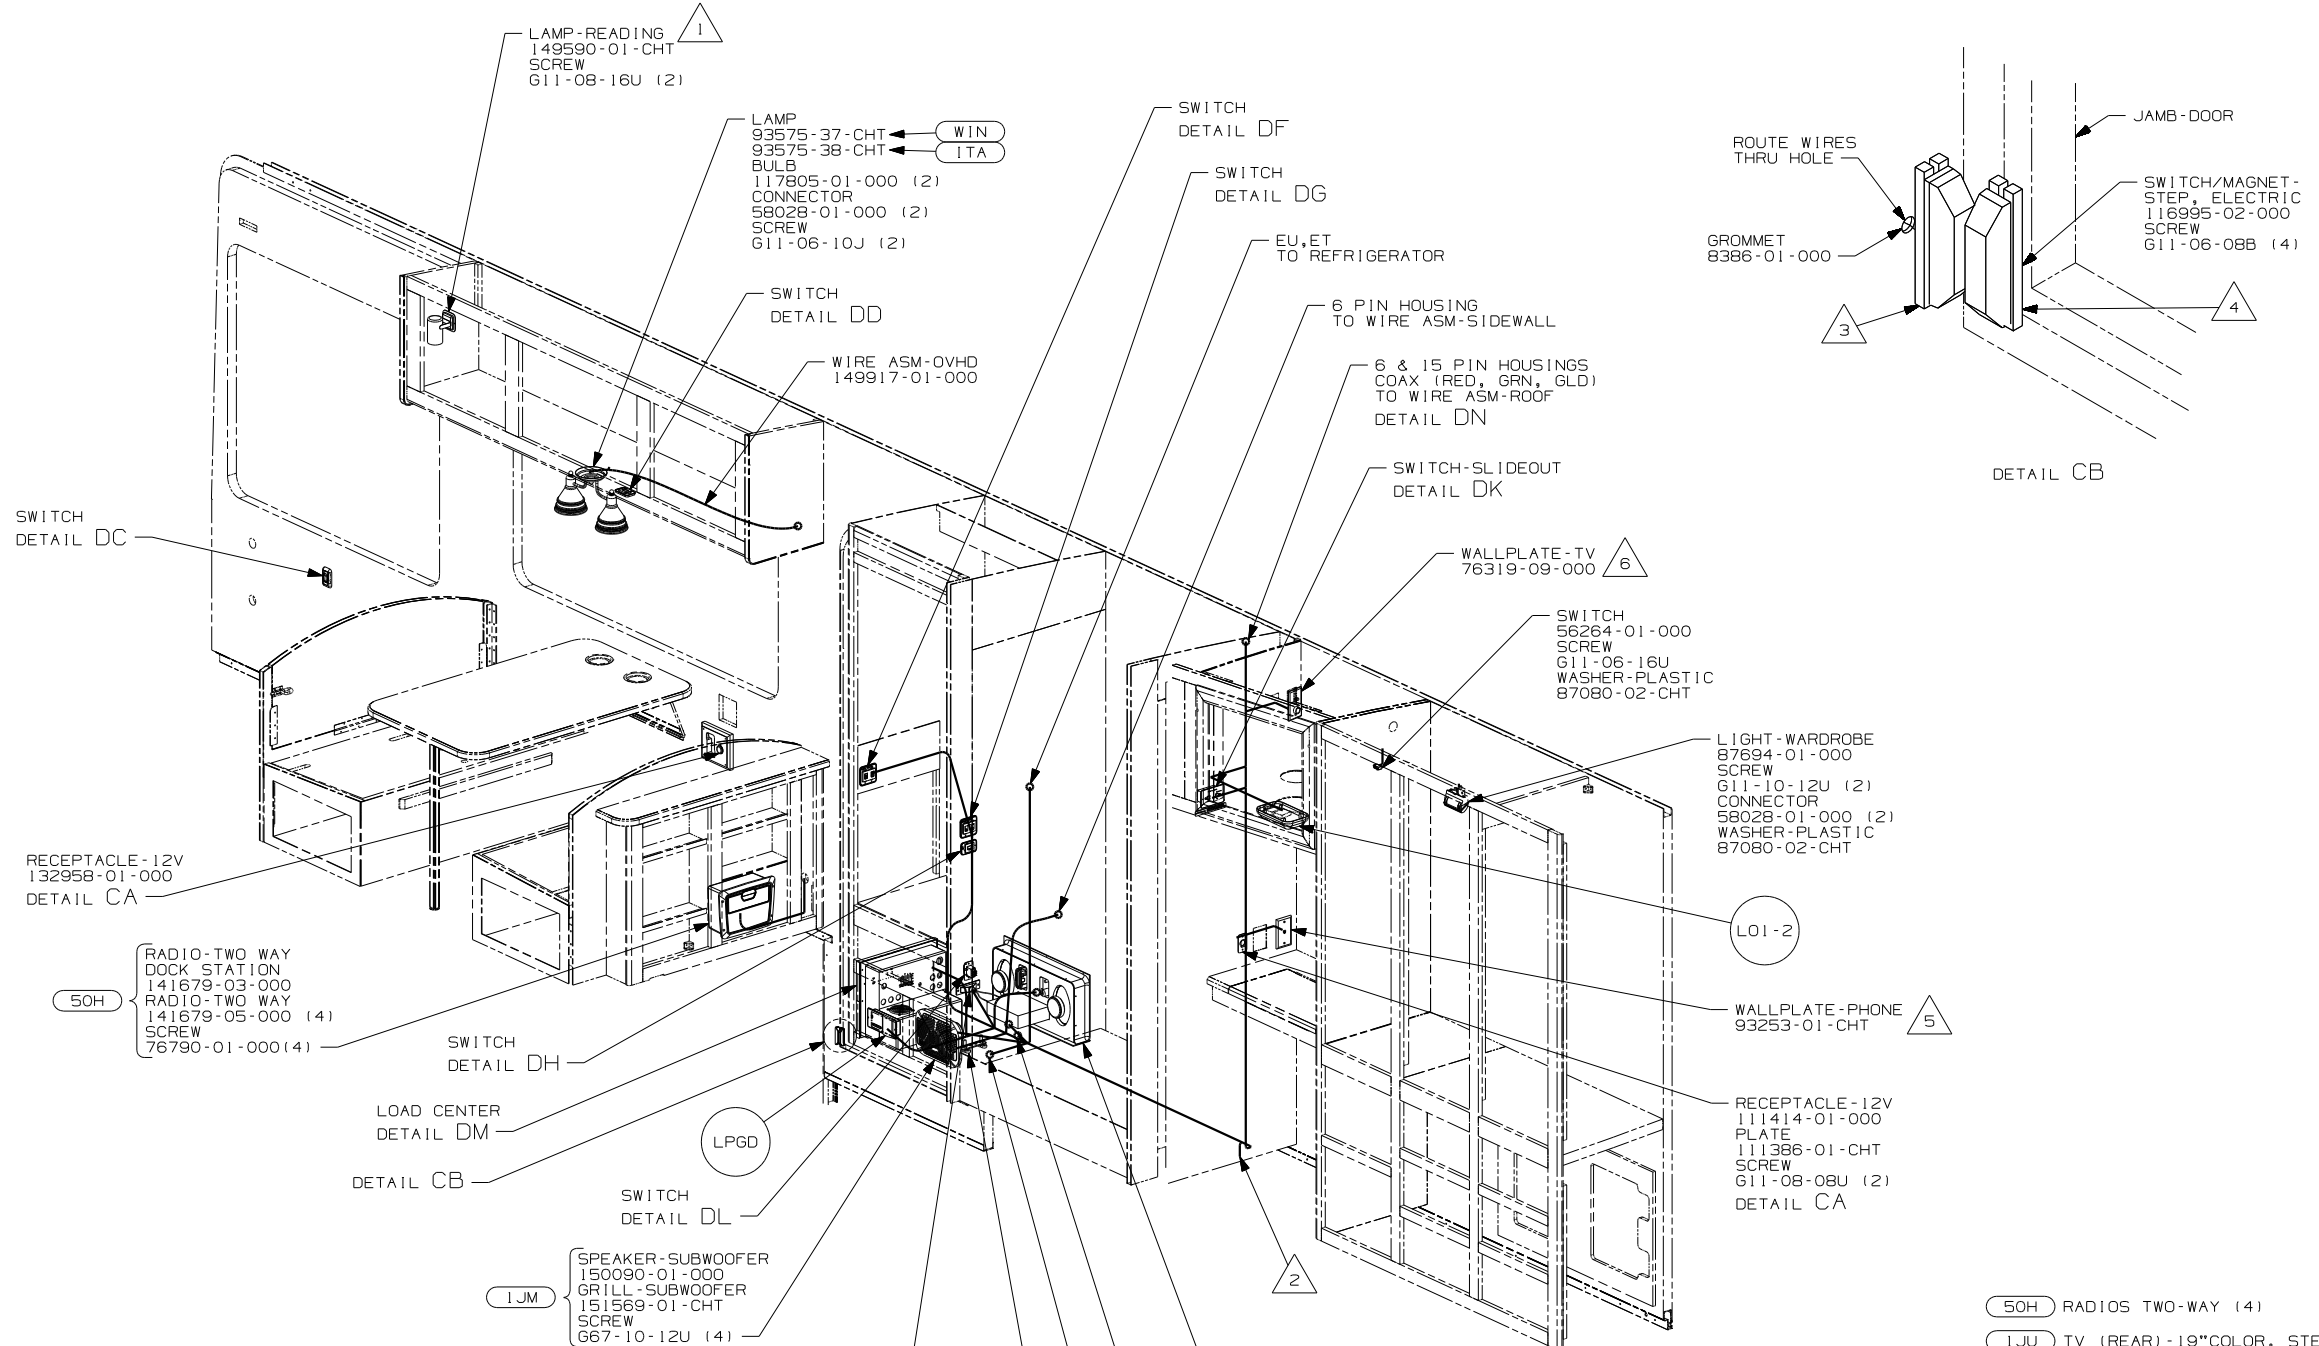 LAMP-READING
149590-01-CHT
SCREW
G11-08-16U (2)
1
LAMP
93575-37-CHT
WIN
93575-38-CHT
ITA
BULB
117805-01-000 (2)
CONNECTOR
58028-01-000 (2)
SCREW
G11-06-10J (2)
SWITCH
DETAIL DD
WIRE ASM-OVHD
149917-01-000
SWITCH
DETAIL DF
SWITCH
DETAIL DG
EU,ET
TO REFRIGERATOR
6 PIN HOUSING
TO WIRE ASM-SIDEWALL
6 & 15 PIN HOUSINGS
COAX (RED, GRN, GLD)
TO WIRE ASM-ROOF
DETAIL DN
SWITCH-SLIDEOUT
DETAIL DK
WALLPLATE-TV
76319-09-000
6
SWITCH
56264-01-000
SCREW
G11-06-16U
WASHER-PLASTIC
87080-02-CHT
LIGHT-WARDROBE
87694-01-000
SCREW
G11-10-12U (2)
CONNECTOR
58028-01-000 (2)
WASHER-PLASTIC
87080-02-CHT
L01-2
WALLPLATE-PHONE
93253-01-CHT
5
RECEPTACLE-12V
111414-01-000
PLATE
111386-01-CHT
SCREW
G11-08-08U (2)
DETAIL CA
ROUTE WIRES
THRU HOLE
GROMMET
8386-01-000
3
JAMB-DOOR
SWITCH/MAGNET-
STEP, ELECTRIC
116995-02-000
SCREW
G11-06-08B (4)
4
DETAIL CB
SWITCH
DETAIL DC
RECEPTACLE-12V
132958-01-000
DETAIL CA
50H
RADIO-TWO WAY
DOCK STATION
141679-03-000
RADIO-TWO WAY
141679-05-000 (4)
SCREW
76790-01-000(4)
SWITCH
DETAIL DH
LOAD CENTER
DETAIL DM
DETAIL CB
LPGD
SWITCH
DETAIL DL
1JM
SPEAKER-SUBWOOFER
150090-01-000
GRILL-SUBWOOFER
151569-01-CHT
SCREW
G67-10-12U (4)
2
50H RADIOS TWO-WAY (4)
1JU TV (REAR)-19"COLOR, STE